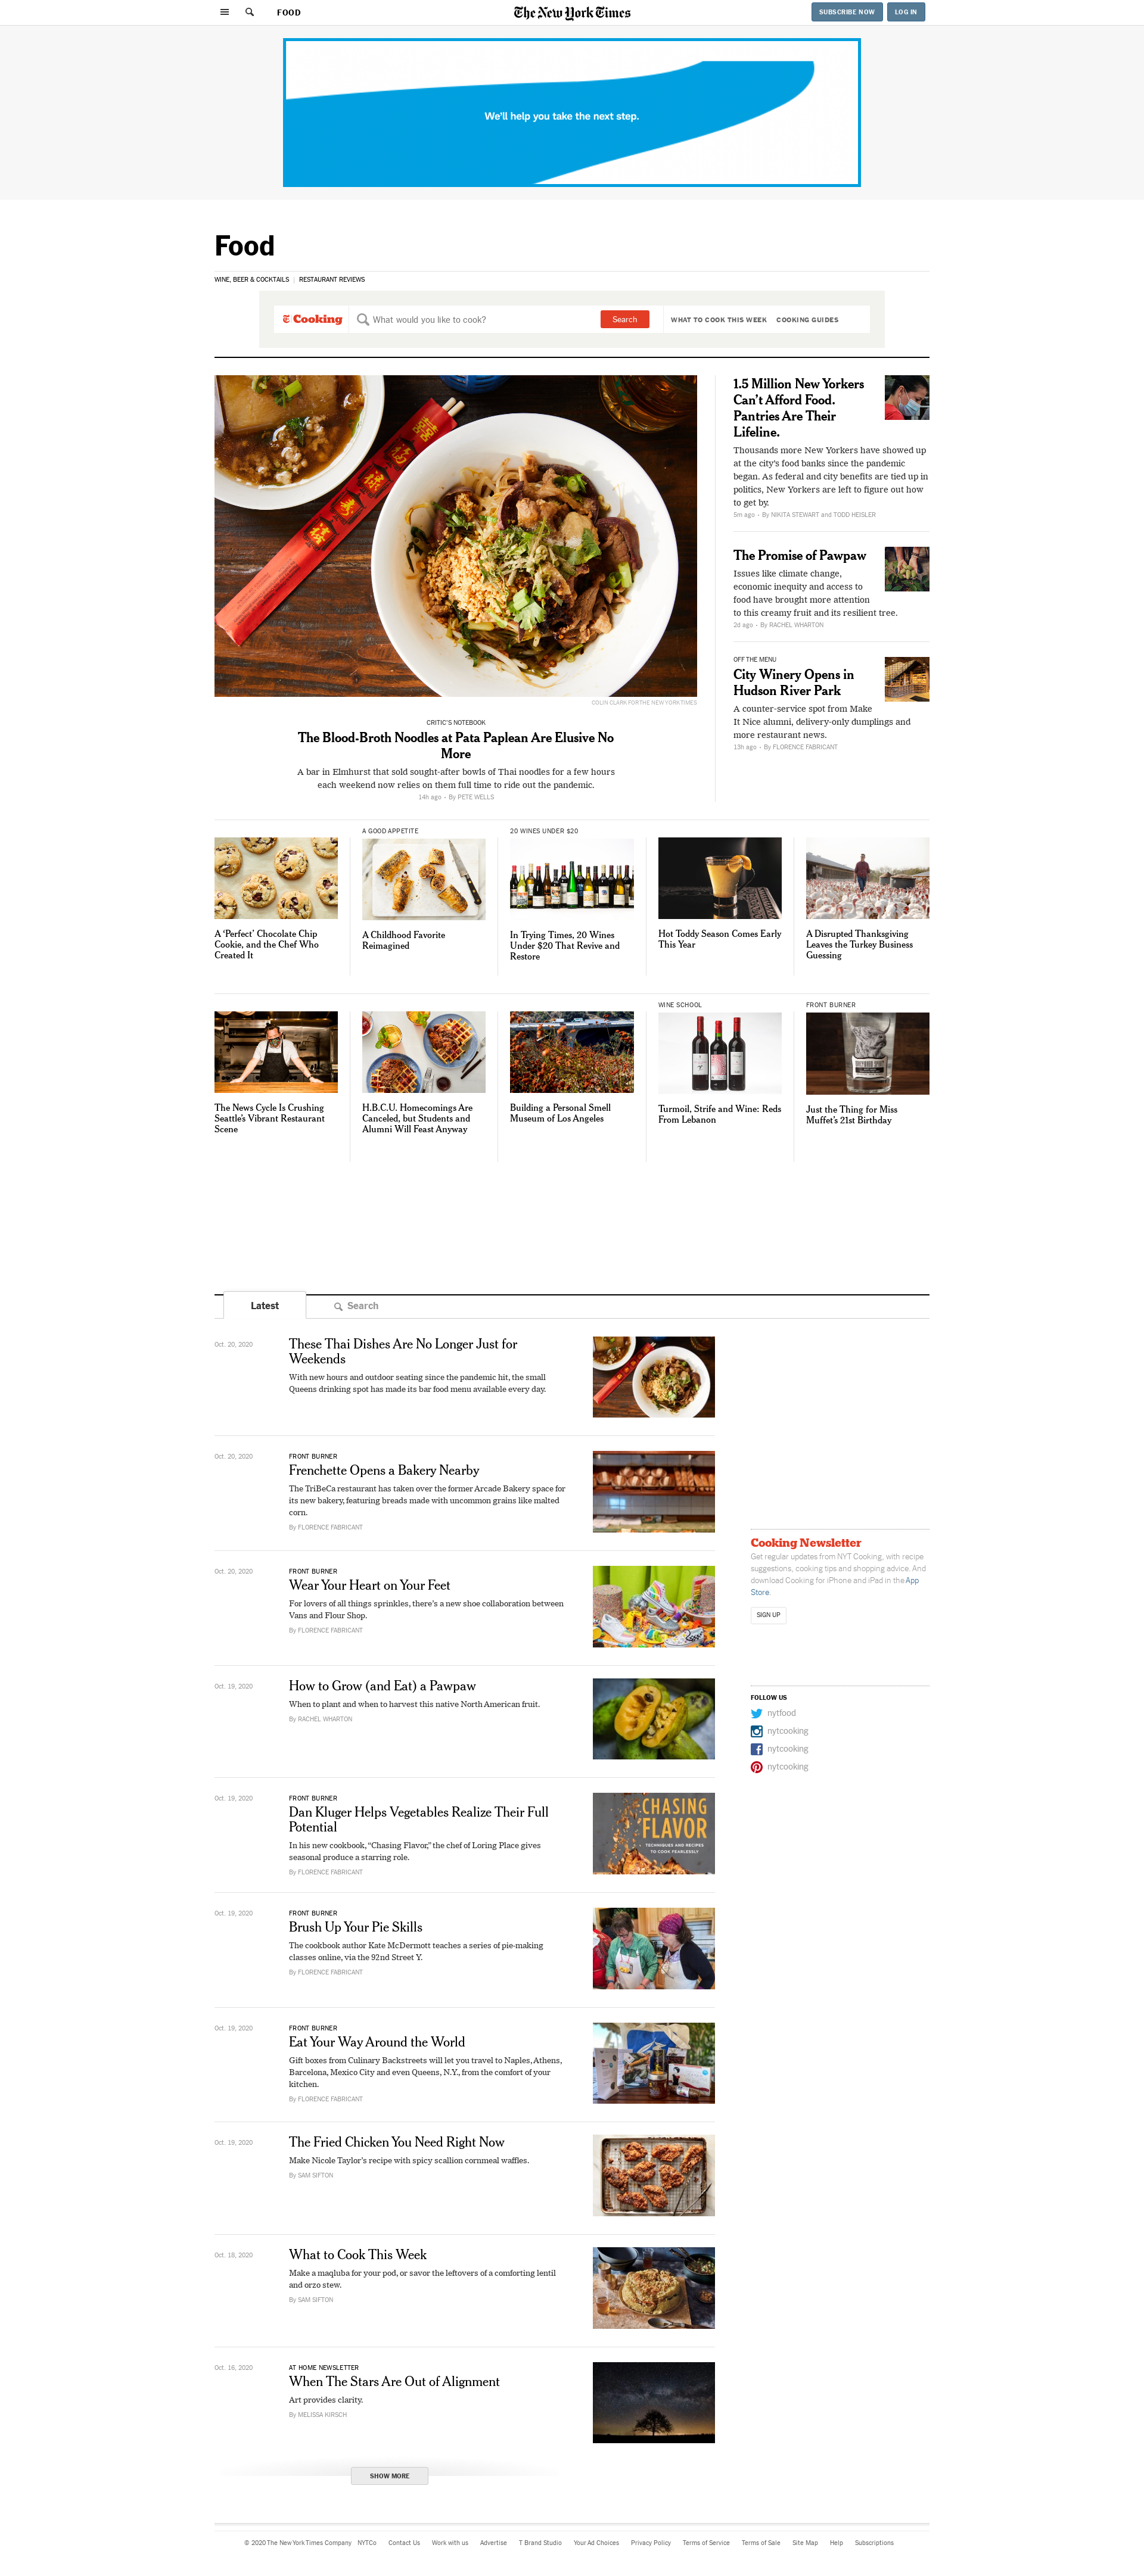 FOOD
The New York Times
SUBSCRIBE NOW
LOG IN
We'll help you take the next step.
Food
WINE, BEER & COCKTAILS
RESTAURANT REVIEWS
Cooking
What would you like to cook?
Search
WHAT TO COOK THIS WEEK
COOKING GUIDES
COLIN CLARK FOR THE NEW YORK TIMES
CRITIC'S NOTEBOOK
The Blood-Broth Noodles at Pata Paplean Are Elusive No
More
A bar in Elmhurst that sold sought-after bowls of Thai noodles for a few hours
each weekend now relies on them full time to ride out the pandemic.
14h ago - By PETE WELLS
1.5 Million New Yorkers
Can't Afford Food.
Pantries Are Their
Lifeline.
Thousands more New Yorkers have showed up
at the city's food banks since the pandemic
began. As federal and city benefits are tied up in
politics, New Yorkers are left to figure out how
to get by.
5m ago - By NIKITA STEWART and TODD HEISLER
The Promise of Pawpaw
Issues like climate change,
economic inequity and access to
food have brought more attention
to this creamy fruit and its resilient tree.
2d ago - By RACHEL WHARTON
OFF THE MENU
City Winery Opens in
Hudson River Park
A counter-service spot from Make
It Nice alumni, delivery-only dumplings and
more restaurant news.
13h ago - By FLORENCE FABRICANT
A 'Perfect' Chocolate Chip
Cookie, and the Chef Who
Created It
A GOOD APPETITE
A Childhood Favorite
Reimagined
20 WINES UNDER $20
In Trying Times, 20 Wines
Under $20 That Revive and
Restore
Hot Toddy Season Comes Early
This Year
A Disrupted Thanksgiving
Leaves the Turkey Business
Guessing
The News Cycle Is Crushing
Seattle's Vibrant Restaurant
Scene
H.B.C.U. Homecomings Are
Canceled, but Students and
Alumni Will Feast Anyway
Building a Personal Smell
Museum of Los Angeles
WINE SCHOOL
Turmoil, Strife and Wine: Reds
From Lebanon
FRONT BURNER
Just the Thing for Miss
Muffet's 21st Birthday
Latest
Search
Oct. 20, 2020
These Thai Dishes Are No Longer Just for
Weekends
With new hours and outdoor seating since the pandemic hit, the small
Queens drinking spot has made its bar food menu available every day.
Oct. 20, 2020
FRONT BURNER
Frenchette Opens a Bakery Nearby
The TriBeCa restaurant has taken over the former Arcade Bakery space for
its new bakery, featuring breads made with uncommon grains like malted
corn.
By FLORENCE FABRICANT
Oct. 20, 2020
FRONT BURNER
Wear Your Heart on Your Feet
For lovers of all things sprinkles, there's a new shoe collaboration between
Vans and Flour Shop.
By FLORENCE FABRICANT
Oct. 19, 2020
How to Grow (and Eat) a Pawpaw
When to plant and when to harvest this native North American fruit.
By RACHEL WHARTON
Oct. 19, 2020
FRONT BURNER
Dan Kluger Helps Vegetables Realize Their Full
Potential
In his new cookbook, "Chasing Flavor," the chef of Loring Place gives
seasonal produce a starring role.
By FLORENCE FABRICANT
CHASING
FLAVOR
TECHNIQUES AND RECIPES
TO COOK FEARLESSLY
Oct. 19, 2020
FRONT BURNER
Brush Up Your Pie Skills
The cookbook author Kate McDermott teaches a series of pie-making
classes online, via the 92nd Street Y.
By FLORENCE FABRICANT
Oct. 19, 2020
FRONT BURNER
Eat Your Way Around the World
Gift boxes from Culinary Backstreets will let you travel to Naples, Athens,
Barcelona, Mexico City and even Queens, N.Y., from the comfort of your
kitchen.
By FLORENCE FABRICANT
Oct. 19, 2020
The Fried Chicken You Need Right Now
Make Nicole Taylor's recipe with spicy scallion cornmeal waffles.
By SAM SIFTON
Oct. 18, 2020
What to Cook This Week
Make a maqluba for your pod, or savor the leftovers of a comforting lentil
and orzo stew.
By SAM SIFTON
Oct. 16, 2020
AT HOME NEWSLETTER
When The Stars Are Out of Alignment
Art provides clarity.
By MELISSA KIRSCH
SHOW MORE
Cooking Newsletter
Get regular updates from NYT Cooking, with recipe
suggestions, cooking tips and shopping advice. And
download Cooking for iPhone and iPad in the App
Store.
SIGN UP
FOLLOW US
nytfood
nytcooking
nytcooking
nytcooking
© 2020 The New York Times Company NYTCo Contact Us Work with us Advertise T Brand Studio Your Ad Choices Privacy Policy Terms of Service Terms of Sale Site Map Help Subscriptions